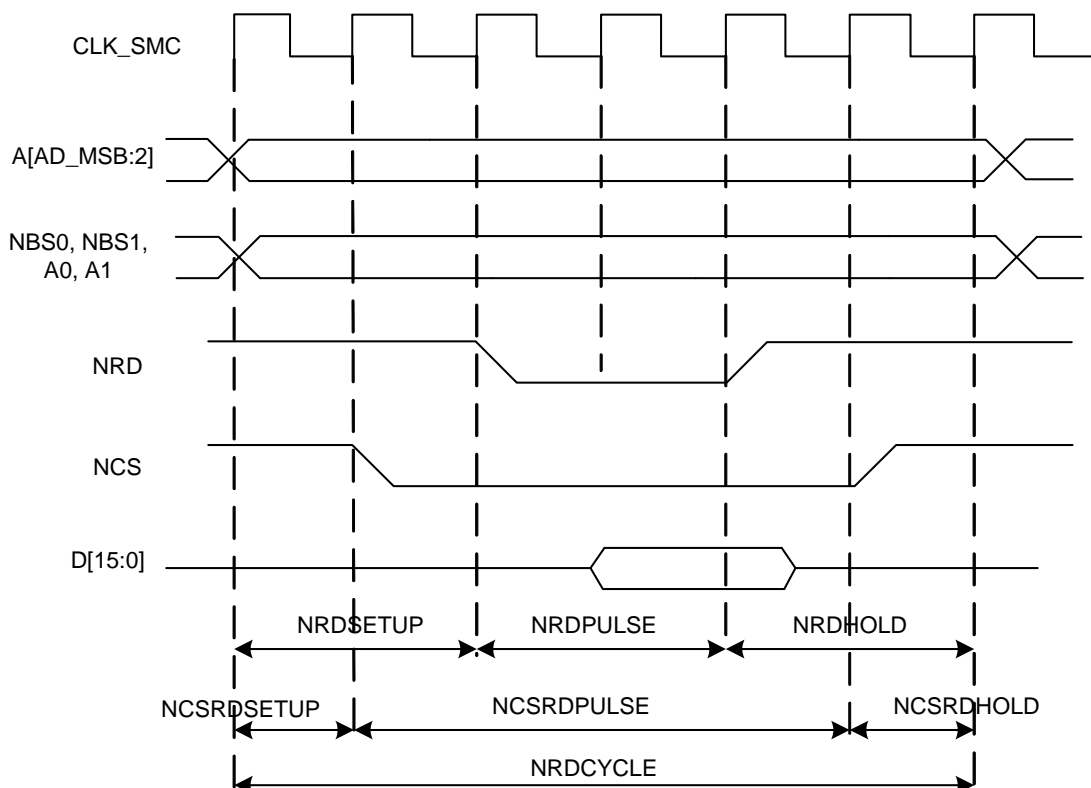 CLK_SMC
A[AD_MSB:2]
NBS0, NBS1,
A0, A1
NRD
NCS
D[15:0]
NRDSETUP NRDPULSE NRDHOLD
NCSRDSETUP NCSRDPULSE NCSRDHOLD
NRDCYCLE